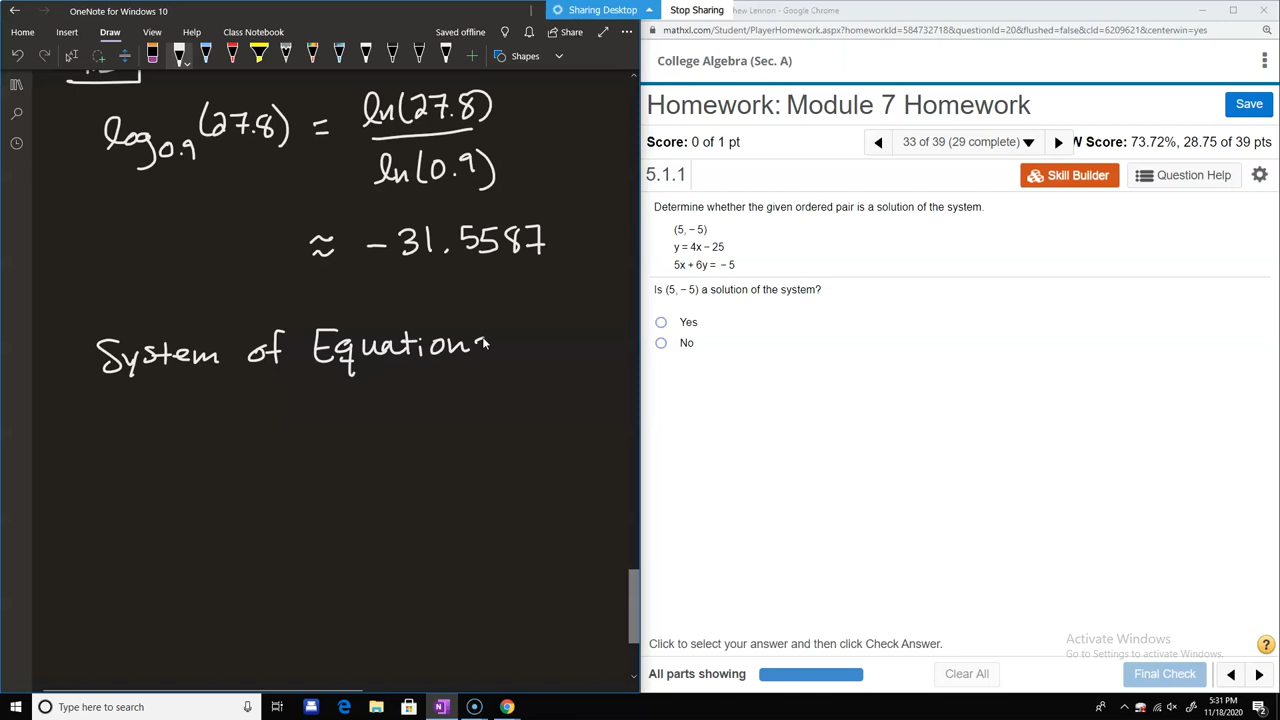 OneNote for Windows 10
Sharing Desktop
Stop Sharing
hew Lennon - Google Chrome
Home Insert Draw View Help Class Notebook Saved offline Share
mathxl.com/Student/PlayerHomework.aspx?homeworkId=584732718&questionId=20&flushed=false&cId=6209621&centerwin=yes
Shapes
College Algebra (Sec. A)
Homework: Module 7 Homework
Save
Score: 0 of 1 pt
33 of 39 (29 complete)
W Score: 73.72%, 28.75 of 39 pts
5.1.1
Skill Builder
Question Help
log₀.₉(27.8) = ln(27.8) / ln(0.9)
≈ -31.5587
System of Equations
Determine whether the given ordered pair is a solution of the system.
(5, – 5)
y = 4x – 25
5x + 6y = – 5
Is (5, – 5) a solution of the system?
Yes
No
Click to select your answer and then click Check Answer.
Activate Windows
Go to Settings to activate Windows.
?
All parts showing
Clear All
Final Check
Type here to search
5:31 PM
11/18/2020